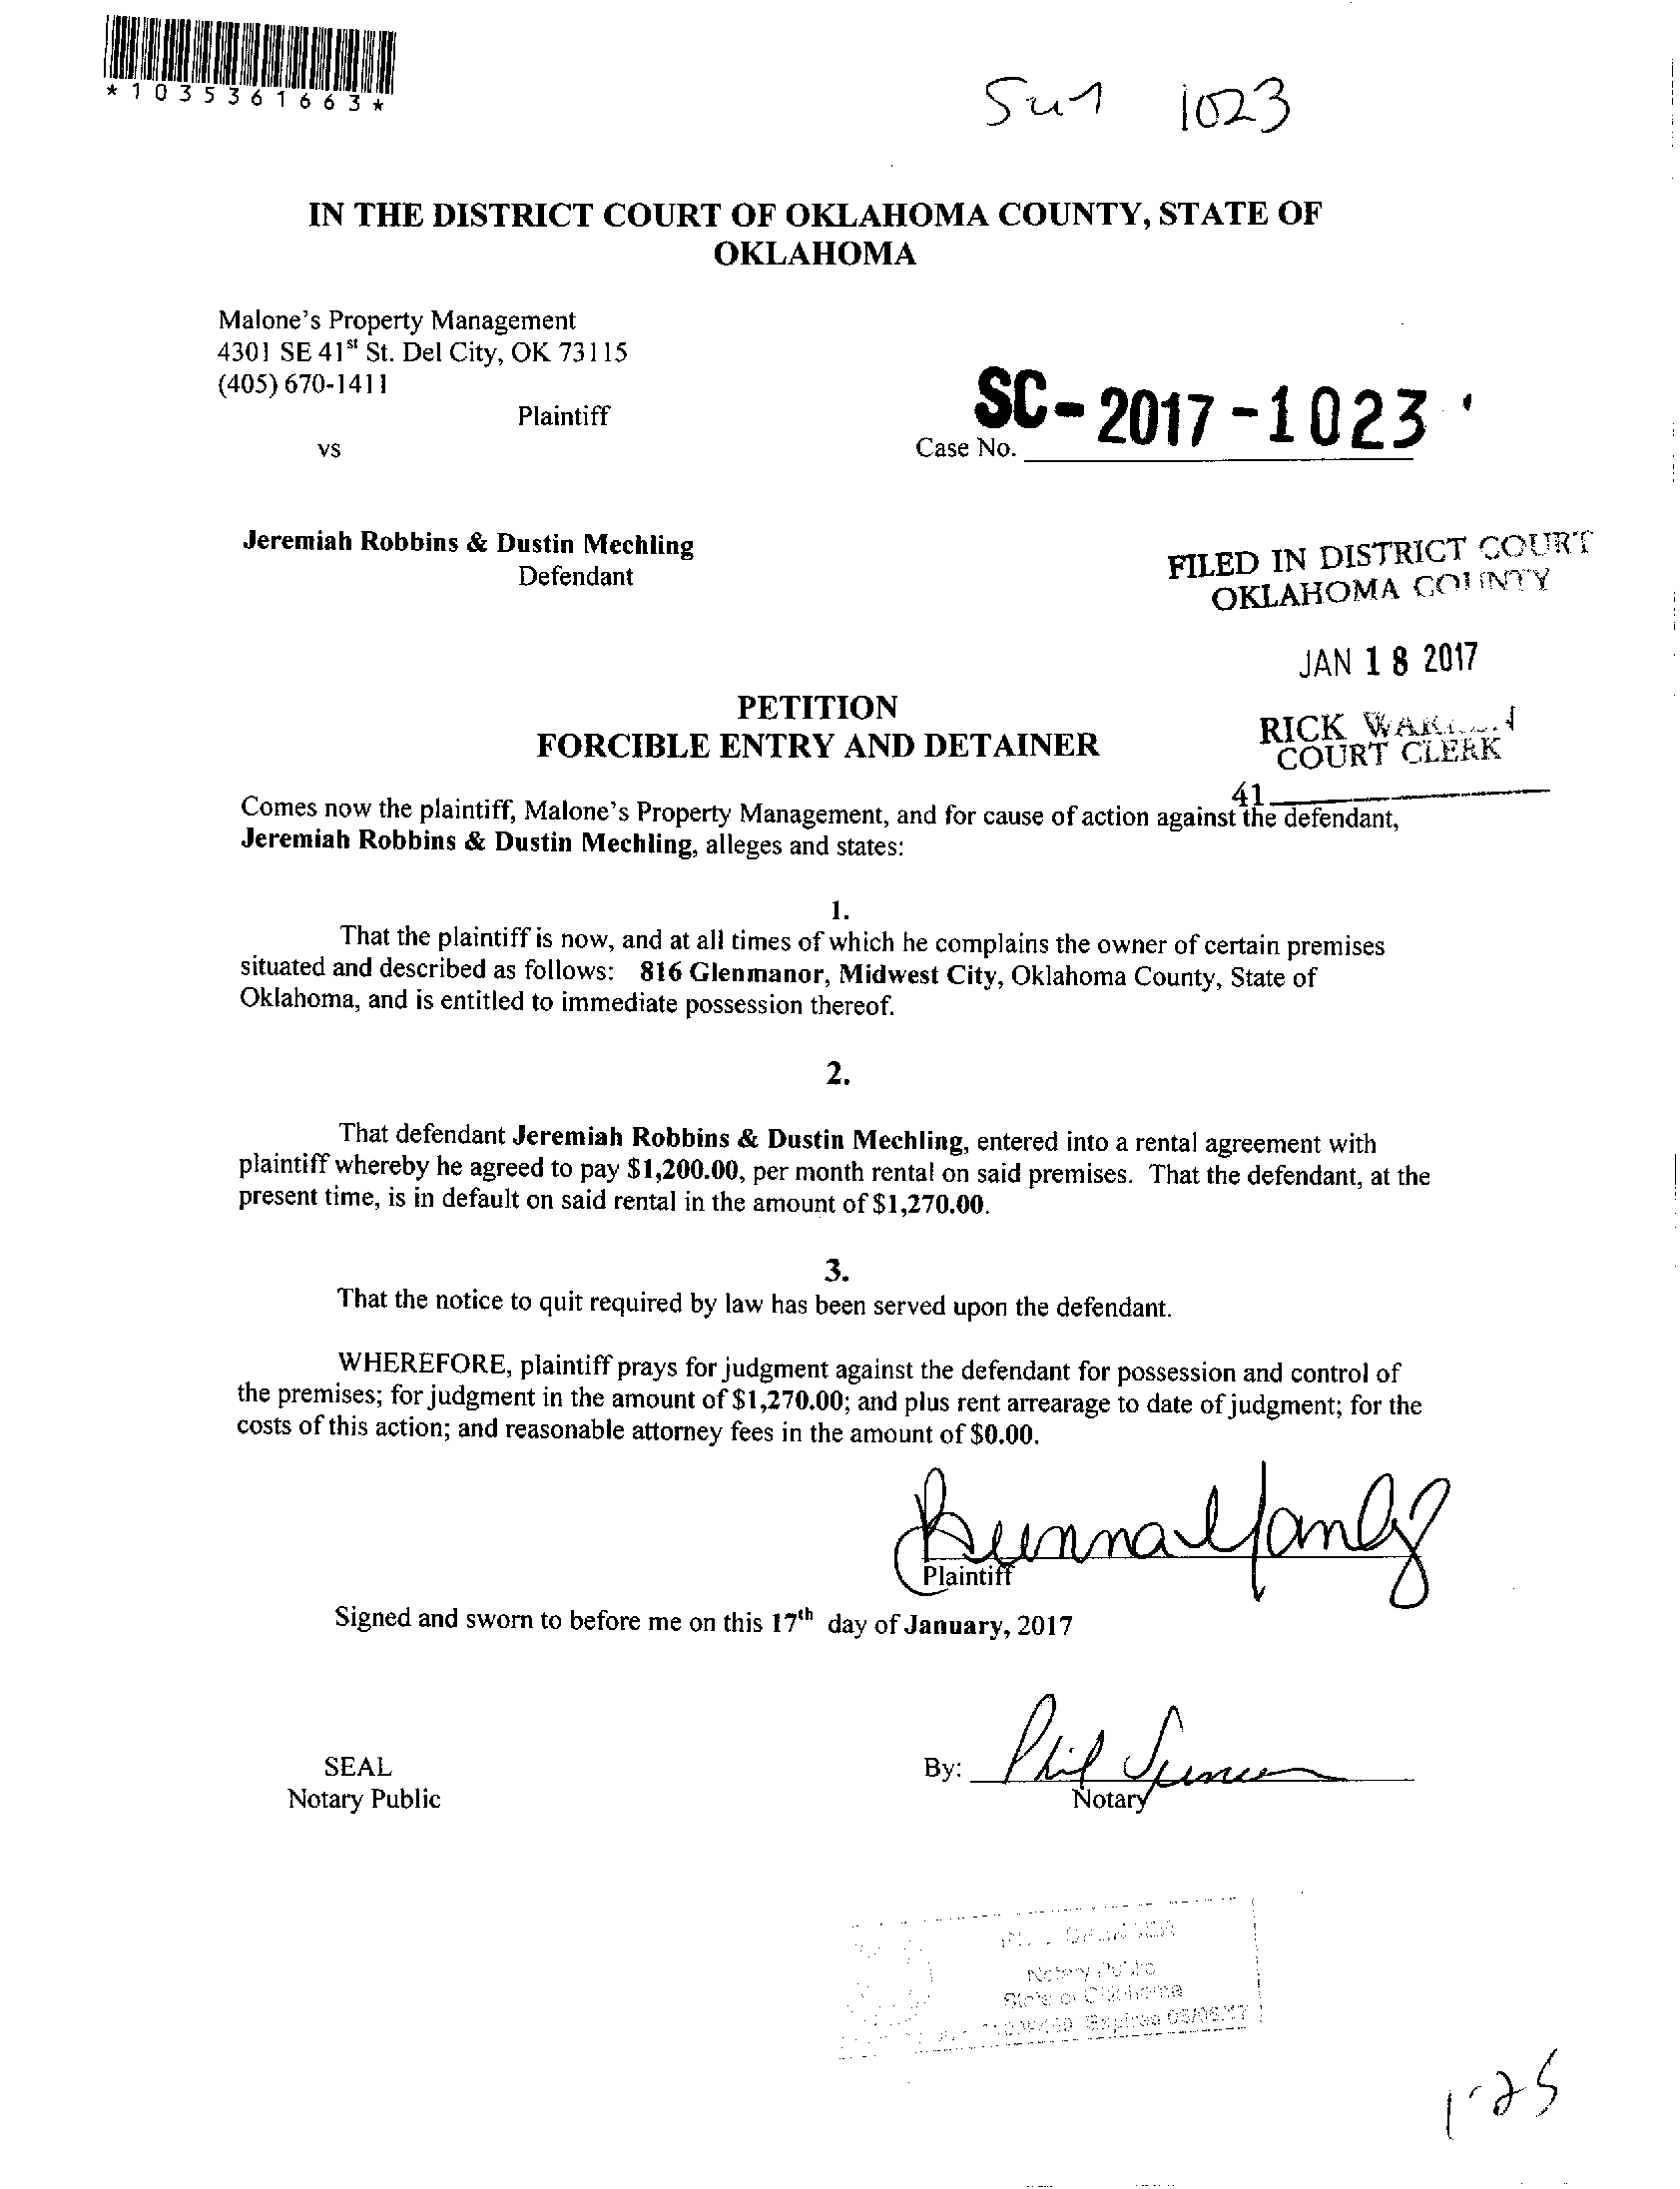 *1035361663*
1023
IN THE DISTRICT COURT OF OKLAHOMA COUNTY, STATE OF
OKLAHOMA
Malone's Property Management
4301 SE 41st St. Del City, OK 73115
(405) 670-1411
Plaintiff
vs
SC-2017-1023
Case No.
Jeremiah Robbins & Dustin Mechling
Defendant
FILED IN DISTRICT COURT
OKLAHOMA COUNTY
JAN 18 2017
PETITION
FORCIBLE ENTRY AND DETAINER
RICK
COURT CLERK
41
Comes now the plaintiff, Malone's Property Management, and for cause of action against the defendant,
Jeremiah Robbins & Dustin Mechling, alleges and states:
1.
That the plaintiff is now, and at all times of which he complains the owner of certain premises
situated and described as follows: 816 Glenmanor, Midwest City, Oklahoma County, State of
Oklahoma, and is entitled to immediate possession thereof.
2.
That defendant Jeremiah Robbins & Dustin Mechling, entered into a rental agreement with
plaintiff whereby he agreed to pay $1,200.00, per month rental on said premises. That the defendant, at the
present time, is in default on said rental in the amount of $1,270.00.
3.
That the notice to quit required by law has been served upon the defendant.
WHEREFORE, plaintiff prays for judgment against the defendant for possession and control of
the premises; for judgment in the amount of $1,270.00; and plus rent arrearage to date of judgment; for the
costs of this action; and reasonable attorney fees in the amount of $0.00.
Plaintiff
Signed and sworn to before me on this 17th day of January, 2017
SEAL
Notary Public
By: Phil
Notary
Notary Public
State of Oklahoma
Expires
1-25